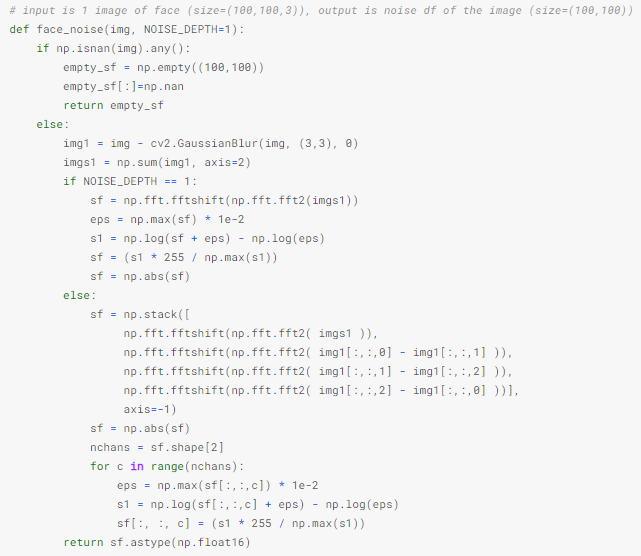 # input is 1 image of face (size=(100,100,3)), output is noise df of the image (size=(100,100))
def face_noise(img, NOISE_DEPTH=1):
    if np.isnan(img).any():
        empty_sf = np.empty((100,100))
        empty_sf[:]=np.nan
        return empty_sf
    else:
        img1 = img - cv2.GaussianBlur(img, (3,3), 0)
        imgs1 = np.sum(img1, axis=2)
        if NOISE_DEPTH == 1:
            sf = np.fft.fftshift(np.fft.fft2(imgs1))
            eps = np.max(sf) * 1e-2
            s1 = np.log(sf + eps) - np.log(eps)
            sf = (s1 * 255 / np.max(s1))
            sf = np.abs(sf)
        else:
            sf = np.stack([
                 np.fft.fftshift(np.fft.fft2( imgs1 )),
                 np.fft.fftshift(np.fft.fft2( img1[:,:,0] - img1[:,:,1] )),
                 np.fft.fftshift(np.fft.fft2( img1[:,:,1] - img1[:,:,2] )),
                 np.fft.fftshift(np.fft.fft2( img1[:,:,2] - img1[:,:,0] ))],
                 axis=-1)
            sf = np.abs(sf)
            nchans = sf.shape[2]
            for c in range(nchans):
                eps = np.max(sf[:,:,c]) * 1e-2
                s1 = np.log(sf[:,:,c] + eps) - np.log(eps)
                sf[:, :, c] = (s1 * 255 / np.max(s1))
        return sf.astype(np.float16)